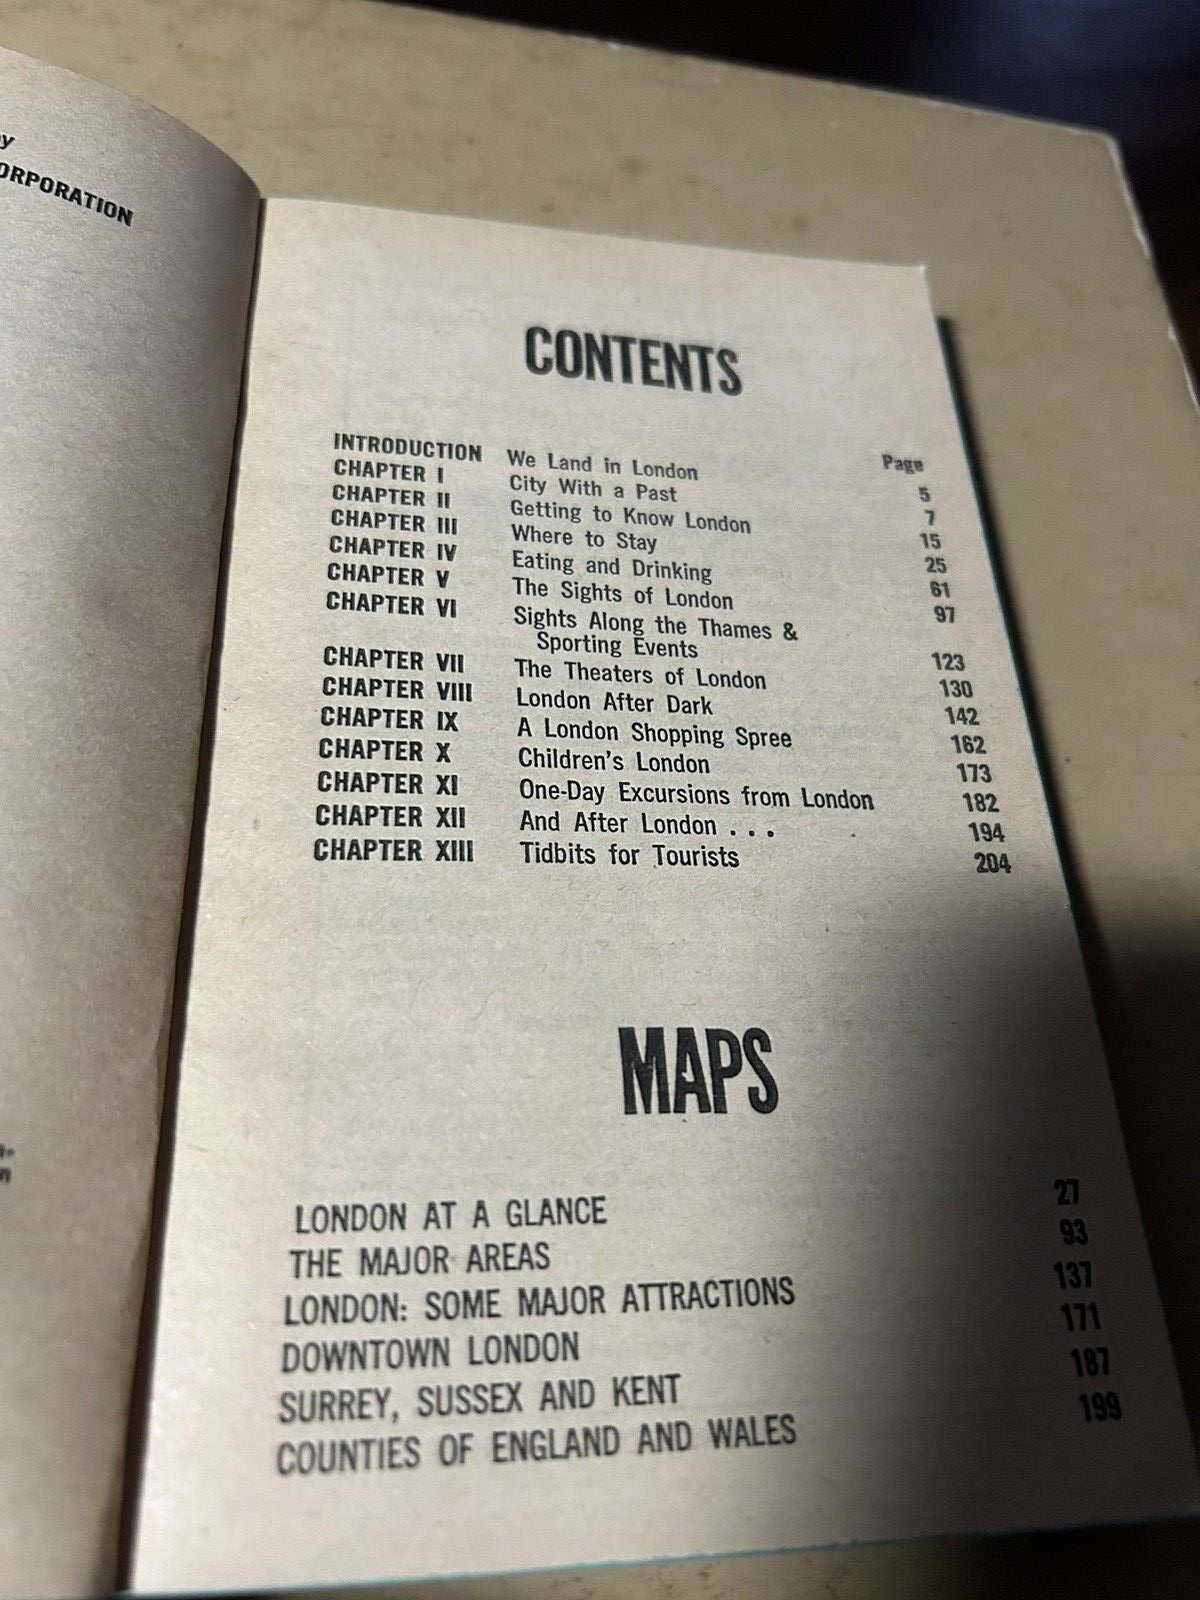 ORPORATION
CONTENTS
Page
INTRODUCTION We Land in London 5
CHAPTER I City With a Past 7
CHAPTER II Getting to Know London 15
CHAPTER III Where to Stay 25
CHAPTER IV Eating and Drinking 61
CHAPTER V The Sights of London 97
CHAPTER VI Sights Along the Thames &
Sporting Events 123
CHAPTER VII The Theaters of London 130
CHAPTER VIII London After Dark 142
CHAPTER IX A London Shopping Spree 162
CHAPTER X Children's London 173
CHAPTER XI One-Day Excursions from London 182
CHAPTER XII And After London . . . 194
CHAPTER XIII Tidbits for Tourists 204
MAPS
LONDON AT A GLANCE 27
THE MAJOR AREAS 93
LONDON: SOME MAJOR ATTRACTIONS 137
DOWNTOWN LONDON 171
SURREY, SUSSEX AND KENT 187
COUNTIES OF ENGLAND AND WALES 199